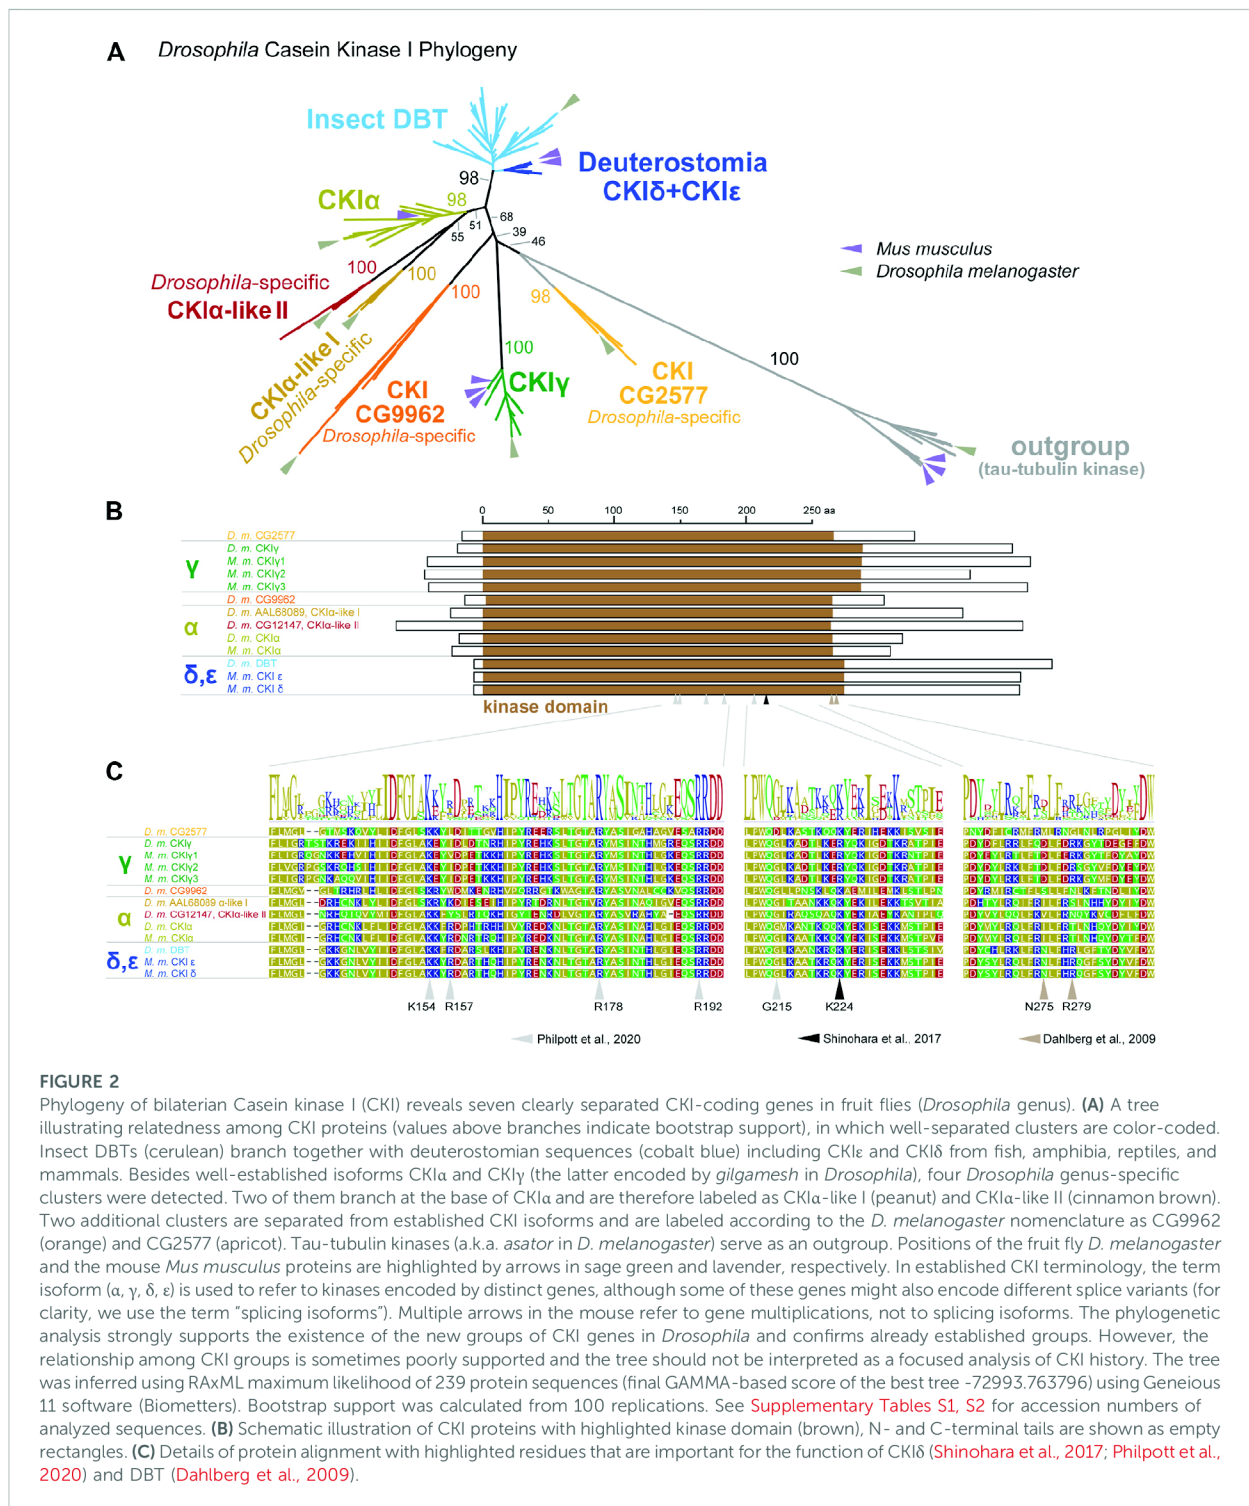 A Drosophila Casein Kinase I Phylogeny
Insect DBT
Deuterostomia
CKIδ+CKIε
98
CKIα
98
51
55
68
39
46
Mus musculus
Drosophila melanogaster
Drosophila-specific
CKIα-like II
100
100
CKIα-like I
Drosophila-specific
100
CKI
CG9962
Drosophila-specific
100
CKIγ
98
CKI
CG2577
Drosophila-specific
100
outgroup
(tau-tubulin kinase)
B
0 50 100 150 200 250 aa
γ
α
δ,ε
D. m. CG2577
D. m. CKIγ
M. m. CKIγ1
M. m. CKIγ2
M. m. CKIγ3
D. m. CG9962
D. m. AAL68089, CKIα-like I
D. m. CG12147, CKIα-like II
D. m. CKIα
M. m. CKIα
D. m. DBT
M. m. CKI ε
M. m. CKI δ
kinase domain
C
γ
α
δ,ε
D. m. CG2577
D. m. CKIγ
M. m. CKIγ1
M. m. CKIγ2
M. m. CKIγ3
D. m. CG9962
D. m. AAL68089 α-like I
D. m. CG12147, CKIα-like II
D. m. CKIα
M. m. CKIα
D. m. DBT
M. m. CKI ε
M. m. CKI δ
K154 R157 R178 R192 G215 K224 N275 R279
Philpott et al., 2020 Shinohara et al., 2017 Dahlberg et al., 2009
FIGURE 2
Phylogeny of bilaterian Casein kinase I (CKI) reveals seven clearly separated CKI-coding genes in fruit flies (Drosophila genus). (A) A tree
illustrating relatedness among CKI proteins (values above branches indicate bootstrap support), in which well-separated clusters are color-coded.
Insect DBTs (cerulean) branch together with deuterostomian sequences (cobalt blue) including CKIε and CKIδ from fish, amphibia, reptiles, and
mammals. Besides well-established isoforms CKIα and CKIγ (the latter encoded by gilgamesh in Drosophila), four Drosophila genus-specific
clusters were detected. Two of them branch at the base of CKIα and are therefore labeled as CKIα-like I (peanut) and CKIα-like II (cinnamon brown).
Two additional clusters are separated from established CKI isoforms and are labeled according to the D. melanogaster nomenclature as CG9962
(orange) and CG2577 (apricot). Tau-tubulin kinases (a.k.a. asator in D. melanogaster) serve as an outgroup. Positions of the fruit fly D. melanogaster
and the mouse Mus musculus proteins are highlighted by arrows in sage green and lavender, respectively. In established CKI terminology, the term
isoform (α, γ, δ, ε) is used to refer to kinases encoded by distinct genes, although some of these genes might also encode different splice variants (for
clarity, we use the term "splicing isoforms"). Multiple arrows in the mouse refer to gene multiplications, not to splicing isoforms. The phylogenetic
analysis strongly supports the existence of the new groups of CKI genes in Drosophila and confirms already established groups. However, the
relationship among CKI groups is sometimes poorly supported and the tree should not be interpreted as a focused analysis of CKI history. The tree
was inferred using RAxML maximum likelihood of 239 protein sequences (final GAMMA-based score of the best tree -72993.763796) using Geneious
11 software (Biometters). Bootstrap support was calculated from 100 replications. See Supplementary Tables S1, S2 for accession numbers of
analyzed sequences. (B) Schematic illustration of CKI proteins with highlighted kinase domain (brown), N- and C-terminal tails are shown as empty
rectangles. (C) Details of protein alignment with highlighted residues that are important for the function of CKIδ (Shinohara et al., 2017; Philpott et al.,
2020) and DBT (Dahlberg et al., 2009).